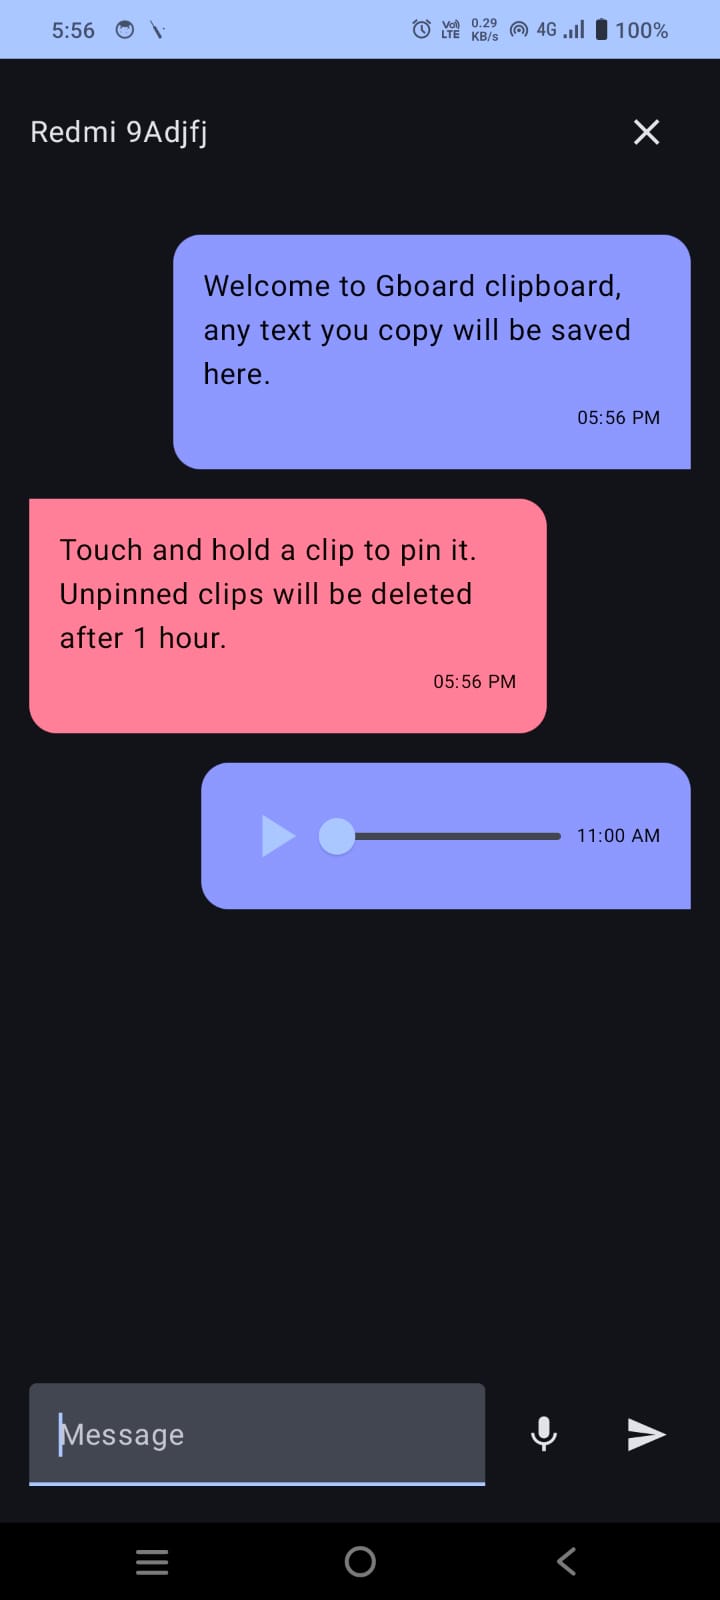 5:56 Vo) LTE 0.29 KB/s 4G 100%
Redmi 9Adjfj
Welcome to Gboard clipboard,
any text you copy will be saved
here.
05:56 PM
Touch and hold a clip to pin it.
Unpinned clips will be deleted
after 1 hour.
05:56 PM
11:00 AM
Message